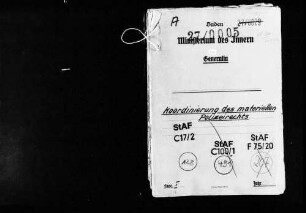 A
Baden
27/0005
Ministerium des Innern
Generalia
Koordinierung des materiellen
Polizeirechts
StAF
C17/2
StAF
C100/1
StAF
F 75/20
I